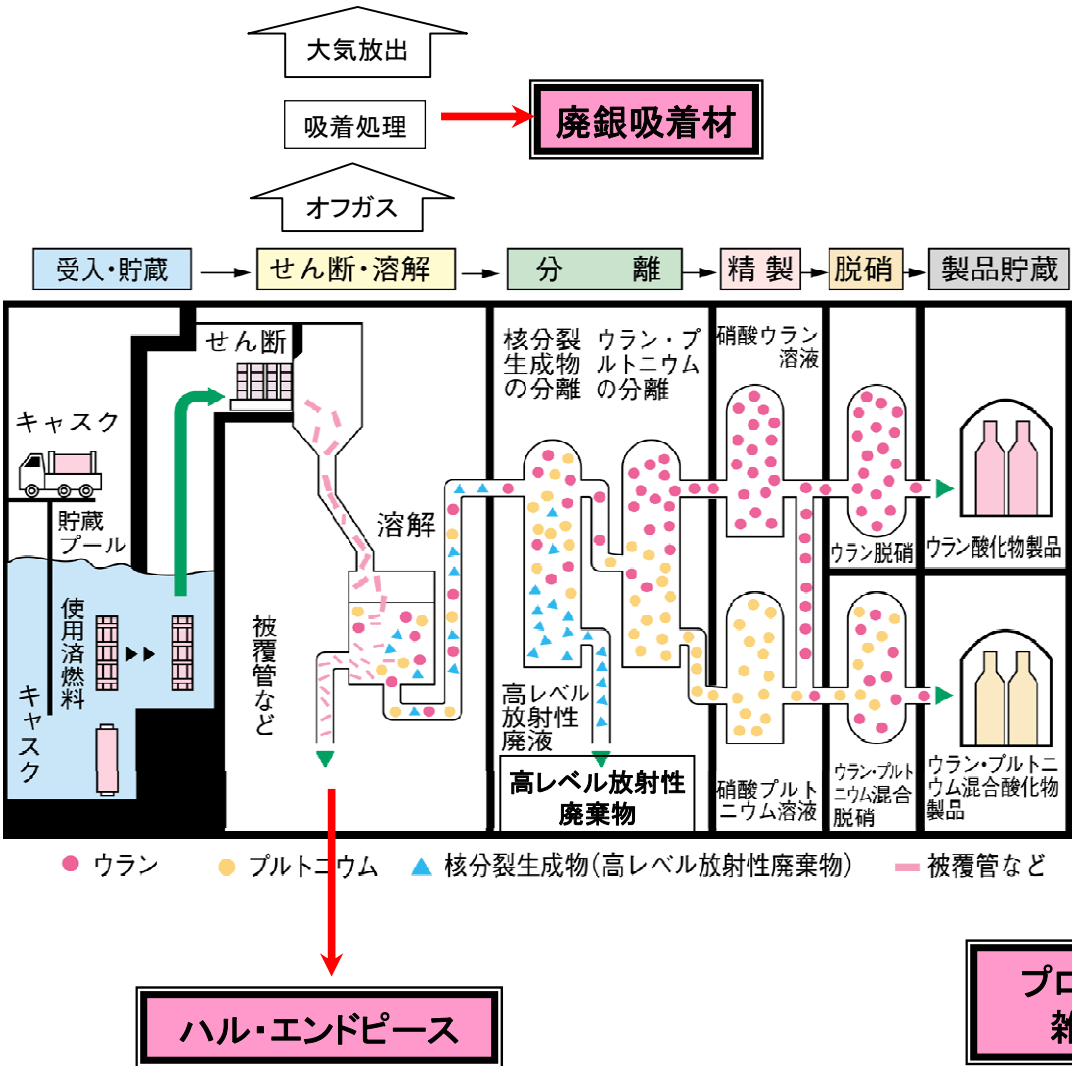 大気放出
吸着処理
廃銀吸着材
オフガス
受入・貯蔵
せん断・溶解
分離
精製
脱硝
製品貯蔵
せん断
キャスク
貯蔵
プール
使用済燃料
キャスク
溶解
被覆管など
核分裂
生成物
の分離
ウラン・プ
ルトニウム
の分離
高レベル
放射性
廃液
高レベル放射性
廃棄物
硝酸ウラン
溶液
硝酸プルト
ニウム溶液
ウラン脱硝
ウラン・プルト
ニウム混合
脱硝
ウラン酸化物製品
ウラン・プルトニ
ウム混合酸化物
製品
ウラン
プルトニウム
核分裂生成物(高レベル放射性廃棄物)
被覆管など
ハル・エンドピース
プロ
雑